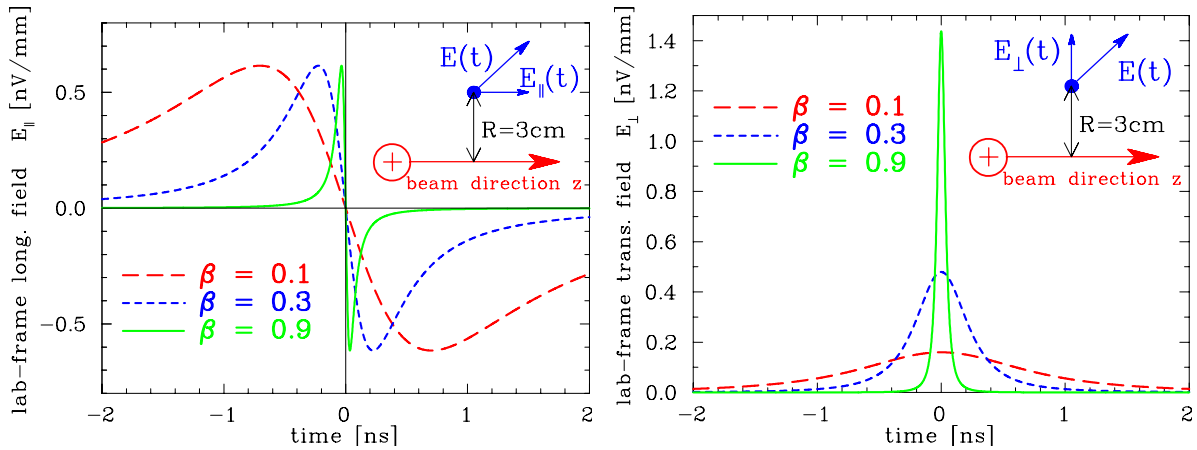 lab-frame long. field E∥ [nV/mm]
0.5
0.0
-0.5
E(t)
E∥(t)
R=3cm
+
beam direction z
β = 0.1
β = 0.3
β = 0.9
-2
-1
0
1
2
time [ns]
lab-frame trans. field E⊥ [nV/mm]
1.4
1.2
1.0
0.8
0.6
0.4
0.2
0.0
β = 0.1
β = 0.3
β = 0.9
E⊥(t)
E(t)
R=3cm
+
beam direction z
-2
-1
0
1
2
time [ns]